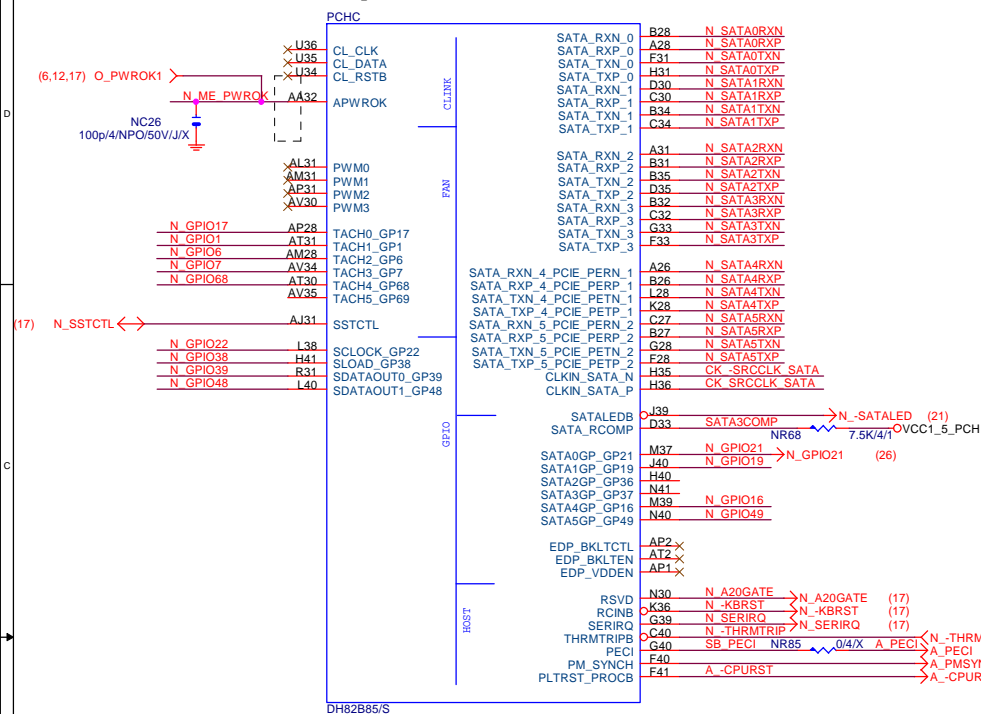 PCHC
U36 CL_CLK
U35 CL_DATA
U34 CL_RSTB
(6,12,17) O_PWROK1
N_ME_PWROK AA32 APWROK
NC26
100p/4/NPO/50V/J/X
CLINK
D
AL31 PWM0
AM31 PWM1
AP31 PWM2
AV30 PWM3
FAN
N_GPIO17 AP28 TACH0_GP17
N_GPIO1 AT31 TACH1_GP1
N_GPIO6 AM28 TACH2_GP6
N_GPIO7 AV34 TACH3_GP7
N_GPIO68 AT30 TACH4_GP68
AV35 TACH5_GP69
(17) N_SSTCTL AJ31 SSTCTL
N_GPIO22 L38 SCLOCK_GP22
N_GPIO38 H41 SLOAD_GP38
N_GPIO39 R31 SDATAOUT0_GP39
N_GPIO48 L40 SDATAOUT1_GP48
GPIO
C
HOST
DH82B85/S
SATA_RXN_0 B28 N_SATA0RXN
SATA_RXP_0 A28 N_SATA0RXP
SATA_TXN_0 F31 N_SATA0TXN
SATA_TXP_0 H31 N_SATA0TXP
SATA_RXN_1 D30 N_SATA1RXN
SATA_RXP_1 C30 N_SATA1RXP
SATA_TXN_1 B34 N_SATA1TXN
SATA_TXP_1 C34 N_SATA1TXP
SATA_RXN_2 A31 N_SATA2RXN
SATA_RXP_2 B31 N_SATA2RXP
SATA_TXN_2 B35 N_SATA2TXN
SATA_TXP_2 D35 N_SATA2TXP
SATA_RXN_3 B32 N_SATA3RXN
SATA_RXP_3 C32 N_SATA3RXP
SATA_TXN_3 G33 N_SATA3TXN
SATA_TXP_3 F33 N_SATA3TXP
SATA_RXN_4_PCIE_PERN_1 A26 N_SATA4RXN
SATA_RXP_4_PCIE_PERP_1 B26 N_SATA4RXP
SATA_TXN_4_PCIE_PETN_1 L28 N_SATA4TXN
SATA_TXP_4_PCIE_PETP_1 K28 N_SATA4TXP
SATA_RXN_5_PCIE_PERN_2 C27 N_SATA5RXN
SATA_RXP_5_PCIE_PERP_2 B27 N_SATA5RXP
SATA_TXN_5_PCIE_PETN_2 G28 N_SATA5TXN
SATA_TXP_5_PCIE_PETP_2 F28 N_SATA5TXP
CLKIN_SATA_N H35 CK_-SRCCLK_SATA
CLKIN_SATA_P H36 CK_SRCCLK_SATA
SATALEDB J39 N_-SATALED (21)
SATA_RCOMP D33 SATA3COMP NR68 7.5K/4/1 VCC1_5_PCH
SATA0GP_GP21 M37 N_GPIO21 N_GPIO21 (26)
SATA1GP_GP19 J40 N_GPIO19
SATA2GP_GP36 H40
SATA3GP_GP37 N41
SATA4GP_GP16 M39 N_GPIO16
SATA5GP_GP49 N40 N_GPIO49
EDP_BKLTCTL AP2
EDP_BKLTEN AT2
EDP_VDDEN AP1
RSVD N30 N_A20GATE N_A20GATE (17)
RCINB K36 N_-KBRST N_-KBRST (17)
SERIRQ G39 N_SERIRQ N_SERIRQ (17)
THRMTRIPB C40 N_-THRMTRIP N_-THRM
PECI G40 SB_PECI NR85 0/4/X A_PECI A_PECI
PM_SYNCH F40 A_PMSYN
PLTRST_PROCB F41 A_-CPURST A_-CPUR